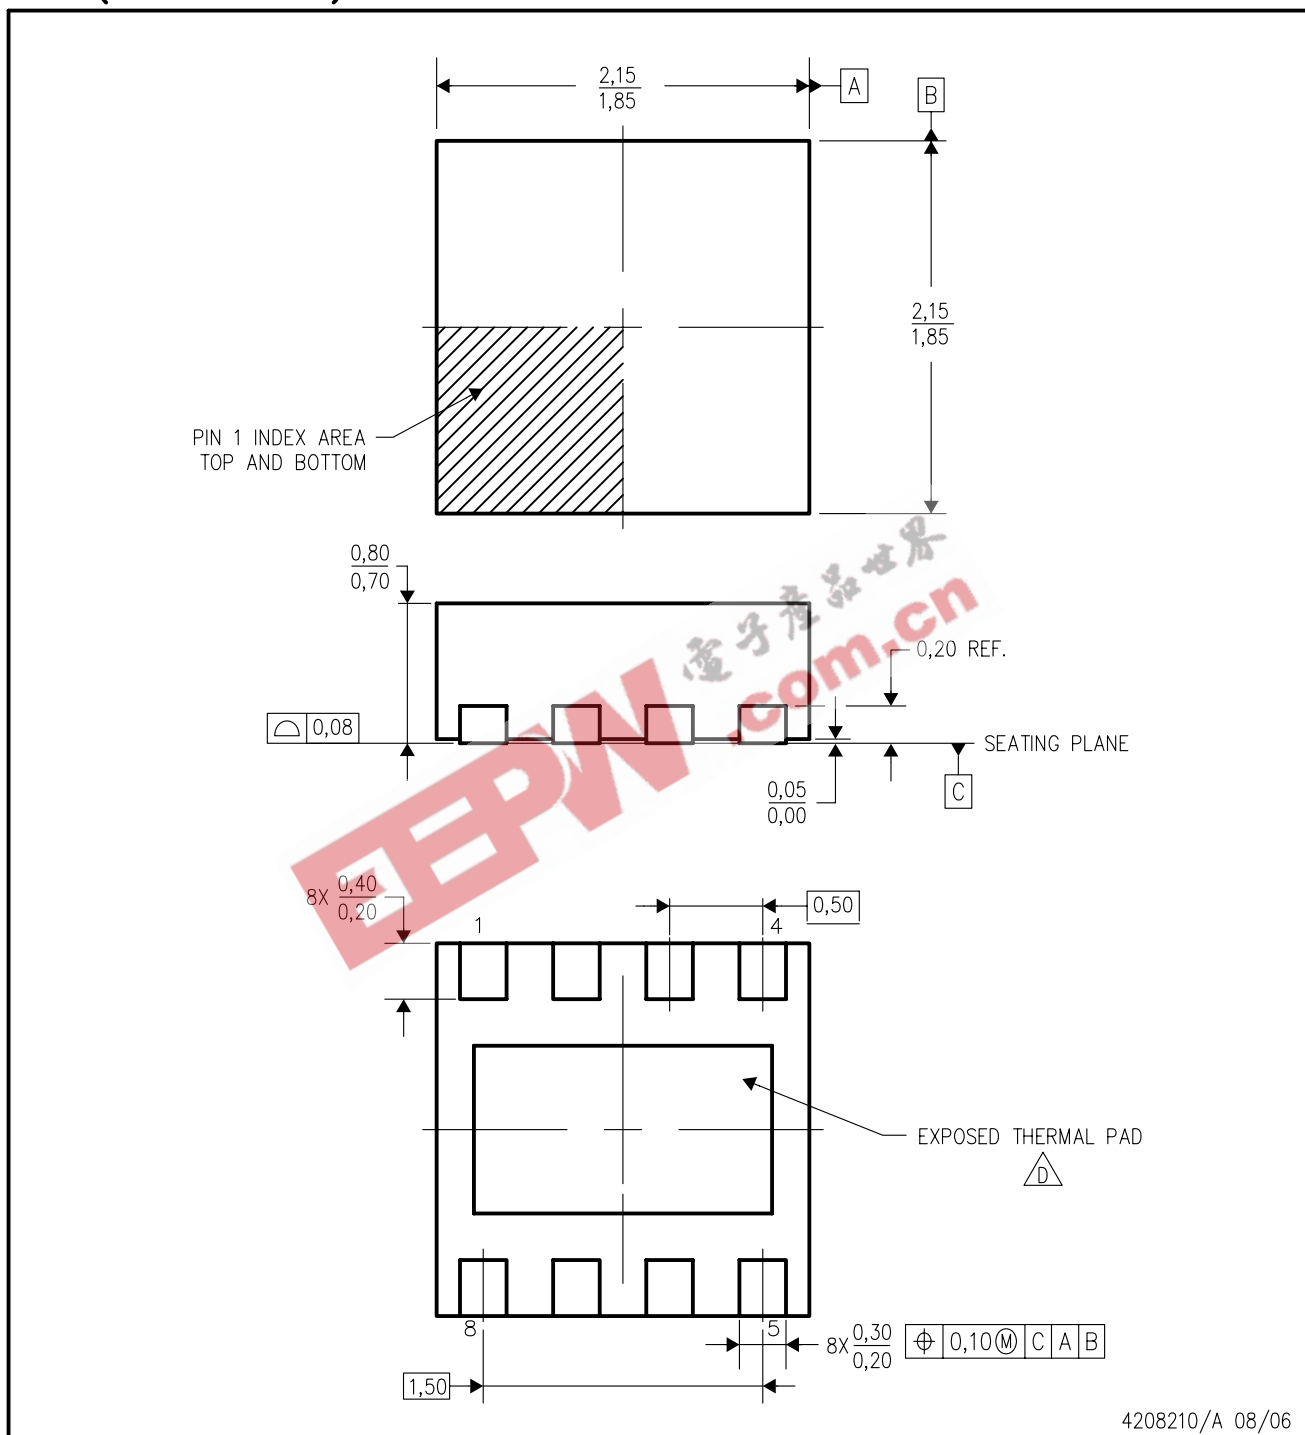 2,15
1,85
A
B
2,15
1,85
PIN 1 INDEX AREA
TOP AND BOTTOM
0,80
0,70
電子產品世界
EEPW.com.cn
0,20 REF.
0,08
SEATING PLANE
0,05
0,00
C
8X 0,40
0,20
0,50
1
4
EXPOSED THERMAL PAD
D
8
5
8X 0,30
0,20
⌖ 0,10 Ⓜ C A B
1,50
4208210/A 08/06